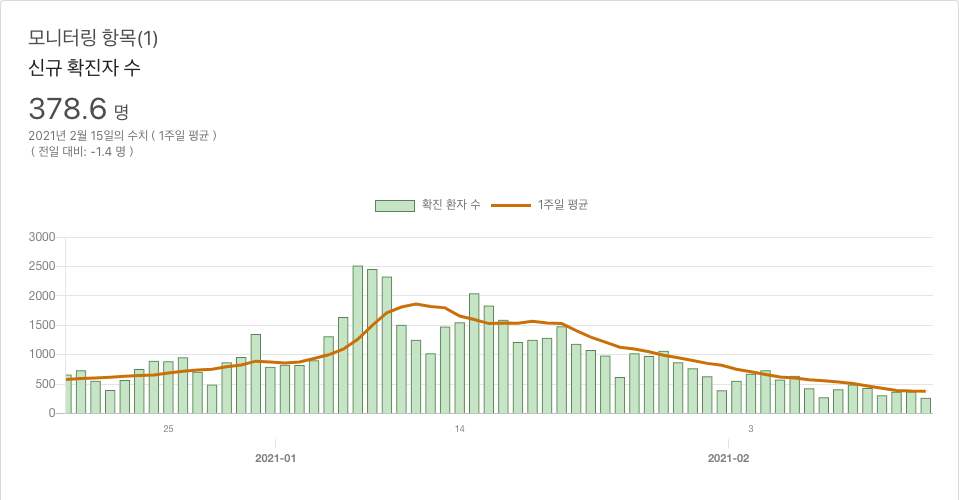 모니터링 항목(1)
신규 확진자 수
378.6 명
2021년 2월 15일의 수치 ( 1주일 평균 )
( 전일 대비: -1.4 명 )
확진 환자 수 1주일 평균
3000
2500
2000
1500
1000
500
0
25 14 3
2021-01 2021-02